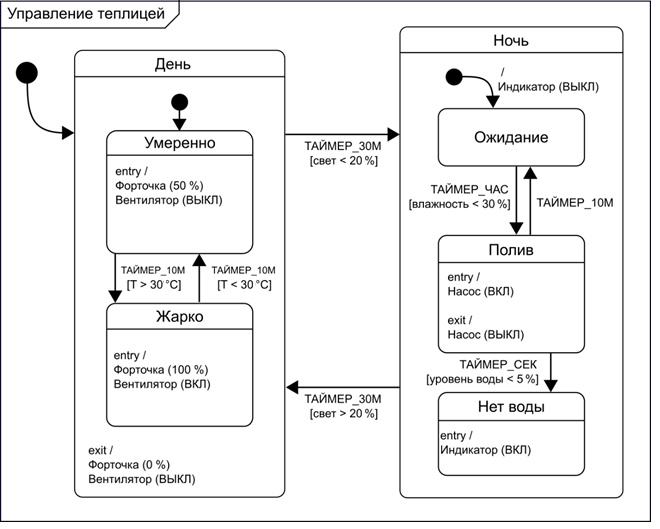 Управление теплицей
День
Умеренно
entry /
Форточка (50 %)
Вентилятор (ВЫКЛ)
ТАЙМЕР_10М
[T > 30 °C]
ТАЙМЕР_10М
[T < 30 °C]
Жарко
entry /
Форточка (100 %)
Вентилятор (ВКЛ)
exit /
Форточка (0 %)
Вентилятор (ВЫКЛ)
ТАЙМЕР_30М
[свет < 20 %]
ТАЙМЕР_30М
[свет > 20 %]
Ночь
/
Индикатор (ВЫКЛ)
Ожидание
ТАЙМЕР_ЧАС
[влажность < 30 %]
ТАЙМЕР_10М
Полив
entry /
Насос (ВКЛ)
exit /
Насос (ВЫКЛ)
ТАЙМЕР_СЕК
[уровень воды < 5 %]
Нет воды
entry /
Индикатор (ВКЛ)